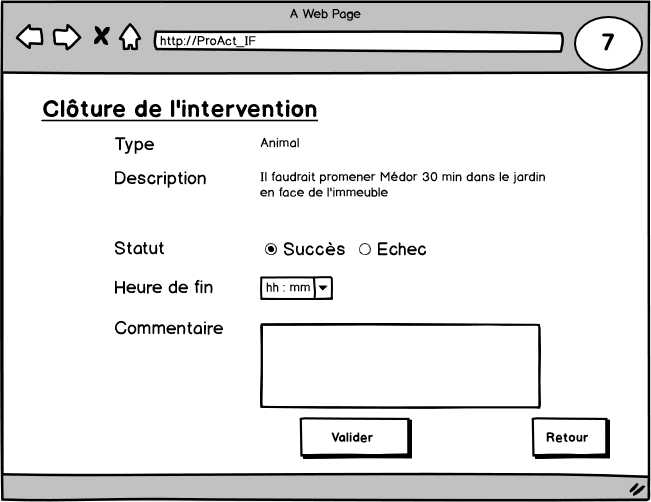 A Web Page
http://ProAct_IF
7
Clôture de l'intervention
Type Animal
Description Il faudrait promener Médor 30 min dans le jardin
en face de l'immeuble
Statut Succès Echec
Heure de fin hh : mm
Commentaire
Valider Retour